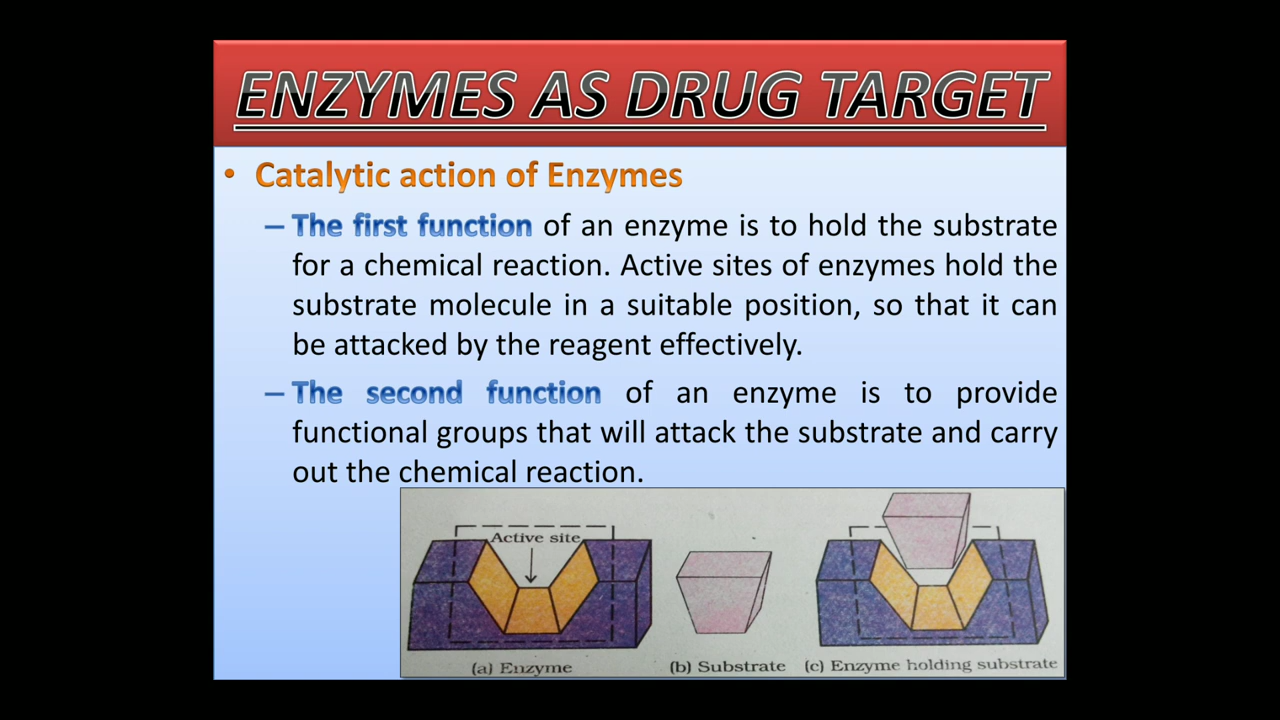 ENZYMES AS DRUG TARGET
• Catalytic action of Enzymes
– The first function of an enzyme is to hold the substrate
for a chemical reaction. Active sites of enzymes hold the
substrate molecule in a suitable position, so that it can
be attacked by the reagent effectively.
– The second function of an enzyme is to provide
functional groups that will attack the substrate and carry
out the chemical reaction.
Active site
(a) Enzyme
(b) Substrate
(c) Enzyme holding substrate